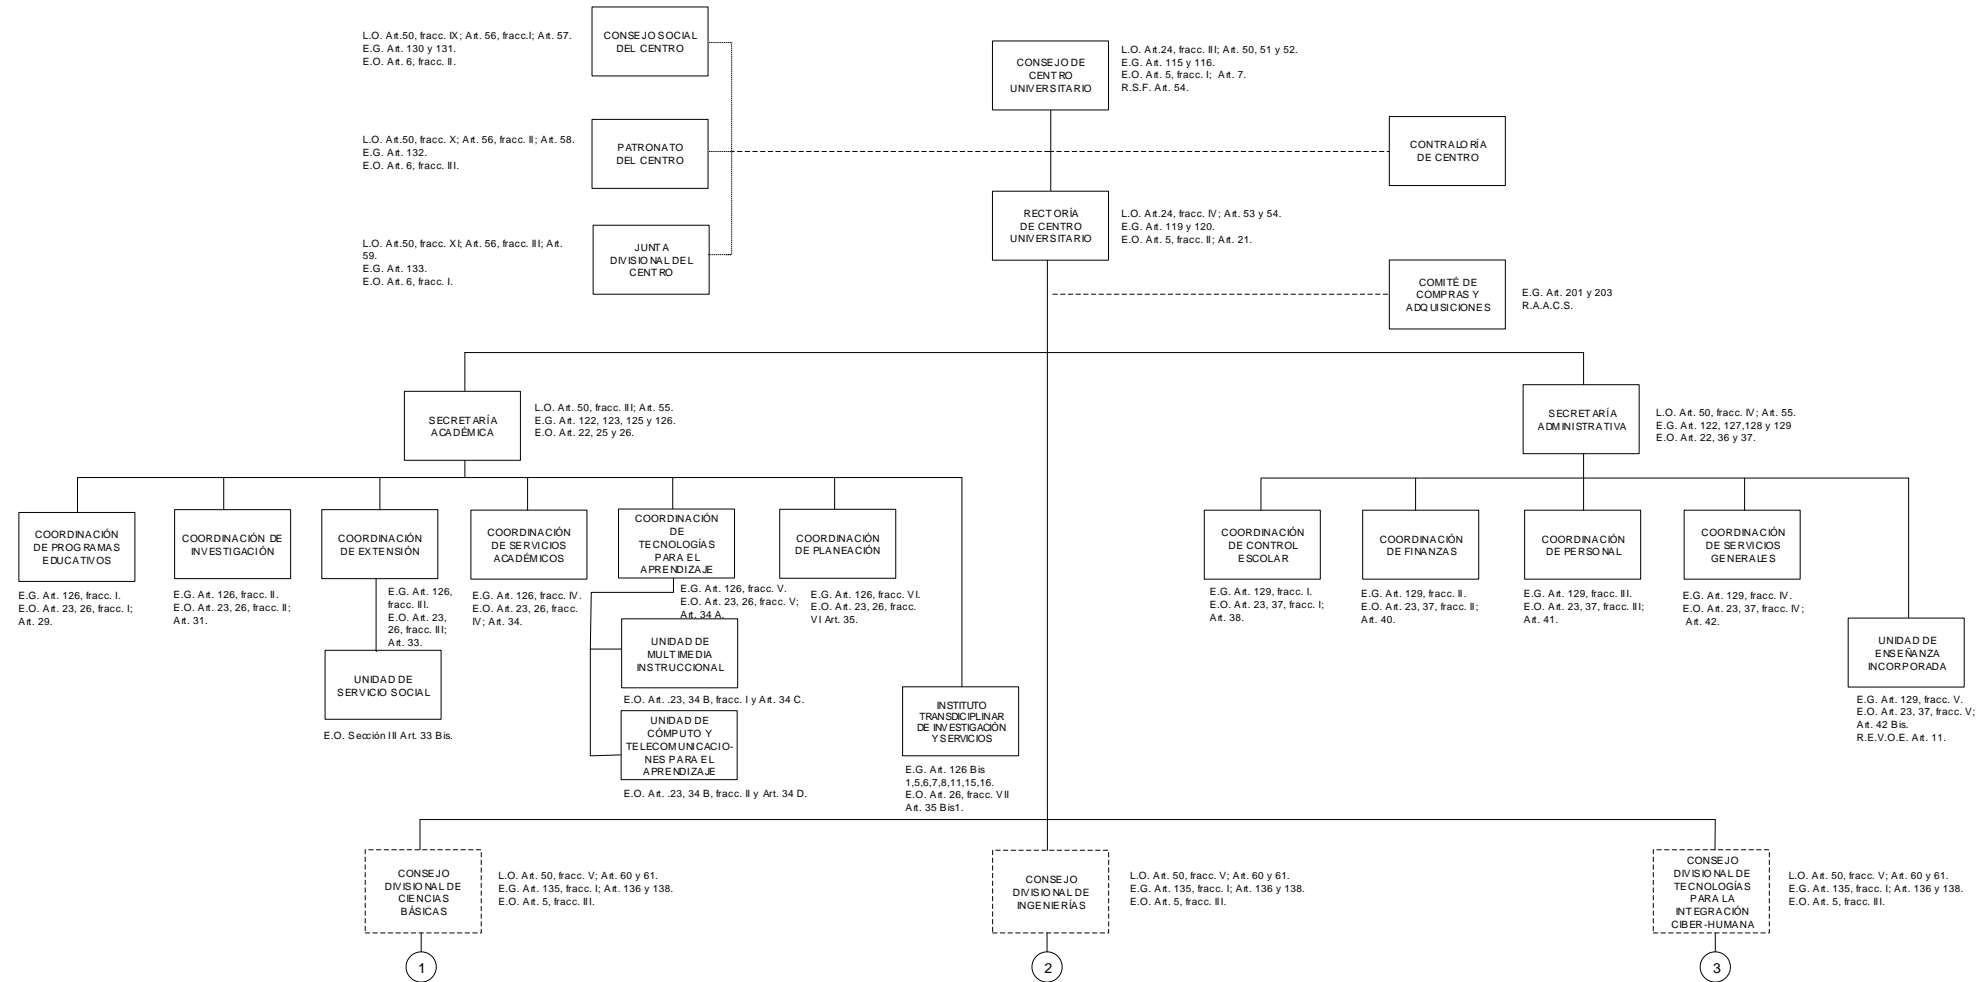 L.O. Art.50, fracc. IX; Art. 56, fracc.I; Art. 57.
E.G. Art. 130 y 131.
E.O. Art. 6, fracc. II.
CONSEJO SOCIAL
DEL CENTRO
CONSEJO DE
CENTRO
UNIVERSITARIO
L.O. Art.24, fracc. III; Art. 50, 51 y 52.
E.G. Art. 115 y 116.
E.O. Art. 5, fracc. I; Art. 7.
R.S.F. Art. 54.
L.O. Art.50, fracc. X; Art. 56, fracc. II; Art. 58.
E.G. Art. 132.
E.O. Art. 6, fracc. III.
PATRONATO
DEL CENTRO
CONTRALORÍA
DE CENTRO
L.O. Art.50, fracc. XI; Art. 56, fracc. III; Art.
59.
E.G. Art. 133.
E.O. Art. 6, fracc. I.
JUNTA
DIVISIONAL DEL
CENTRO
RECTORÍA
DE CENTRO
UNIVERSITARIO
L.O. Art.24, fracc. IV; Art. 53 y 54.
E.G. Art. 119 y 120.
E.O. Art. 5, fracc. II; Art. 21.
COMITÉ DE
COMPRAS Y
ADQUISICIONES
E.G. Art. 201 y 203
R.A.A.C.S.
SECRETARÍA
ACADÉMICA
L.O. Art. 50, fracc. III; Art. 55.
E.G. Art. 122, 123, 125 y 126.
E.O. Art. 22, 25 y 26.
SECRETARÍA
ADMINISTRATIVA
L.O. Art. 50, fracc. IV; Art. 55.
E.G. Art. 122, 127,128 y 129
E.O. Art. 22, 36 y 37.
COORDINACIÓN
DE PROGRAMAS
EDUCATIVOS
E.G. Art. 126, fracc. I.
E.O. Art. 23, 26, fracc. I;
Art. 29.
COORDINACIÓN DE
INVESTIGACIÓN
E.G. Art. 126, fracc. II.
E.O. Art. 23, 26, fracc. II;
Art. 31.
COORDINACIÓN
DE EXTENSIÓN
E.G. Art. 126,
fracc. III.
E.O. Art. 23,
26, fracc. III;
Art. 33.
UNIDAD DE
SERVICIO SOCIAL
E.O. Sección III Art. 33 Bis.
COORDINACIÓN
DE SERVICIOS
ACADÉMICOS
E.G. Art. 126, fracc. IV.
E.O. Art. 23, 26, fracc.
IV; Art. 34.
COORDINACIÓN
DE
TECNOLOGÍAS
PARA EL
APRENDIZAJE
E.G. Art. 126, fracc. V.
E.O. Art. 23, 26, fracc. V;
Art. 34 A.
UNIDAD DE
MULTIMEDIA
INSTRUCCIONAL
E.O. Art. .23, 34 B, fracc. I y Art. 34 C.
UNIDAD DE
CÓMPUTO Y
TELECOMUNICACIO-
NES PARA EL
APRENDIZAJE
E.O. Art. .23, 34 B, fracc. II y Art. 34 D.
COORDINACIÓN
DE PLANEACIÓN
E.G. Art. 126, fracc. VI.
E.O. Art. 23, 26, fracc.
VI Art. 35.
INSTITUTO
TRANSDICIPLINAR
DE INVESTIGACIÓN
Y SERVICIOS
E.G. Art. 126 Bis
1,5,6,7,8,11,15,16.
E.O. Art. 26, fracc. VII
Art. 35 Bis1.
COORDINACIÓN
DE CONTROL
ESCOLAR
E.G. Art. 129, fracc. I.
E.O. Art. 23, 37, fracc. I;
Art. 38.
COORDINACIÓN
DE FINANZAS
E.G. Art. 129, fracc. II.
E.O. Art. 23, 37, fracc. II;
Art. 40.
COORDINACIÓN
DE PERSONAL
E.G. Art. 129, fracc. III.
E.O. Art. 23, 37, fracc. III;
Art. 41.
COORDINACIÓN
DE SERVICIOS
GENERALES
E.G. Art. 129, fracc. IV.
E.O. Art. 23, 37, fracc. IV;
Art. 42.
UNIDAD DE
ENSEÑANZA
INCORPORADA
E.G. Art. 129, fracc. V.
E.O. Art. 23, 37, fracc. V;
Art. 42 Bis.
R.E.V.O.E. Art. 11.
CONSEJO
DIVISIONAL DE
CIENCIAS
BÁSICAS
L.O. Art. 50, fracc. V; Art. 60 y 61.
E.G. Art. 135, fracc. I; Art. 136 y 138.
E.O. Art. 5, fracc. III.
1
CONSEJO
DIVISIONAL DE
INGENIERÍAS
L.O. Art. 50, fracc. V; Art. 60 y 61.
E.G. Art. 135, fracc. I; Art. 136 y 138.
E.O. Art. 5, fracc. III.
2
CONSEJO
DIVISIONAL DE
TECNOLOGÍAS
PARA LA
INTEGRACIÓN
CIBER-HUMANA
L.O. Art. 50, fracc. V; Art. 60 y 61.
E.G. Art. 135, fracc. I; Art. 136 y 138.
E.O. Art. 5, fracc. III.
3